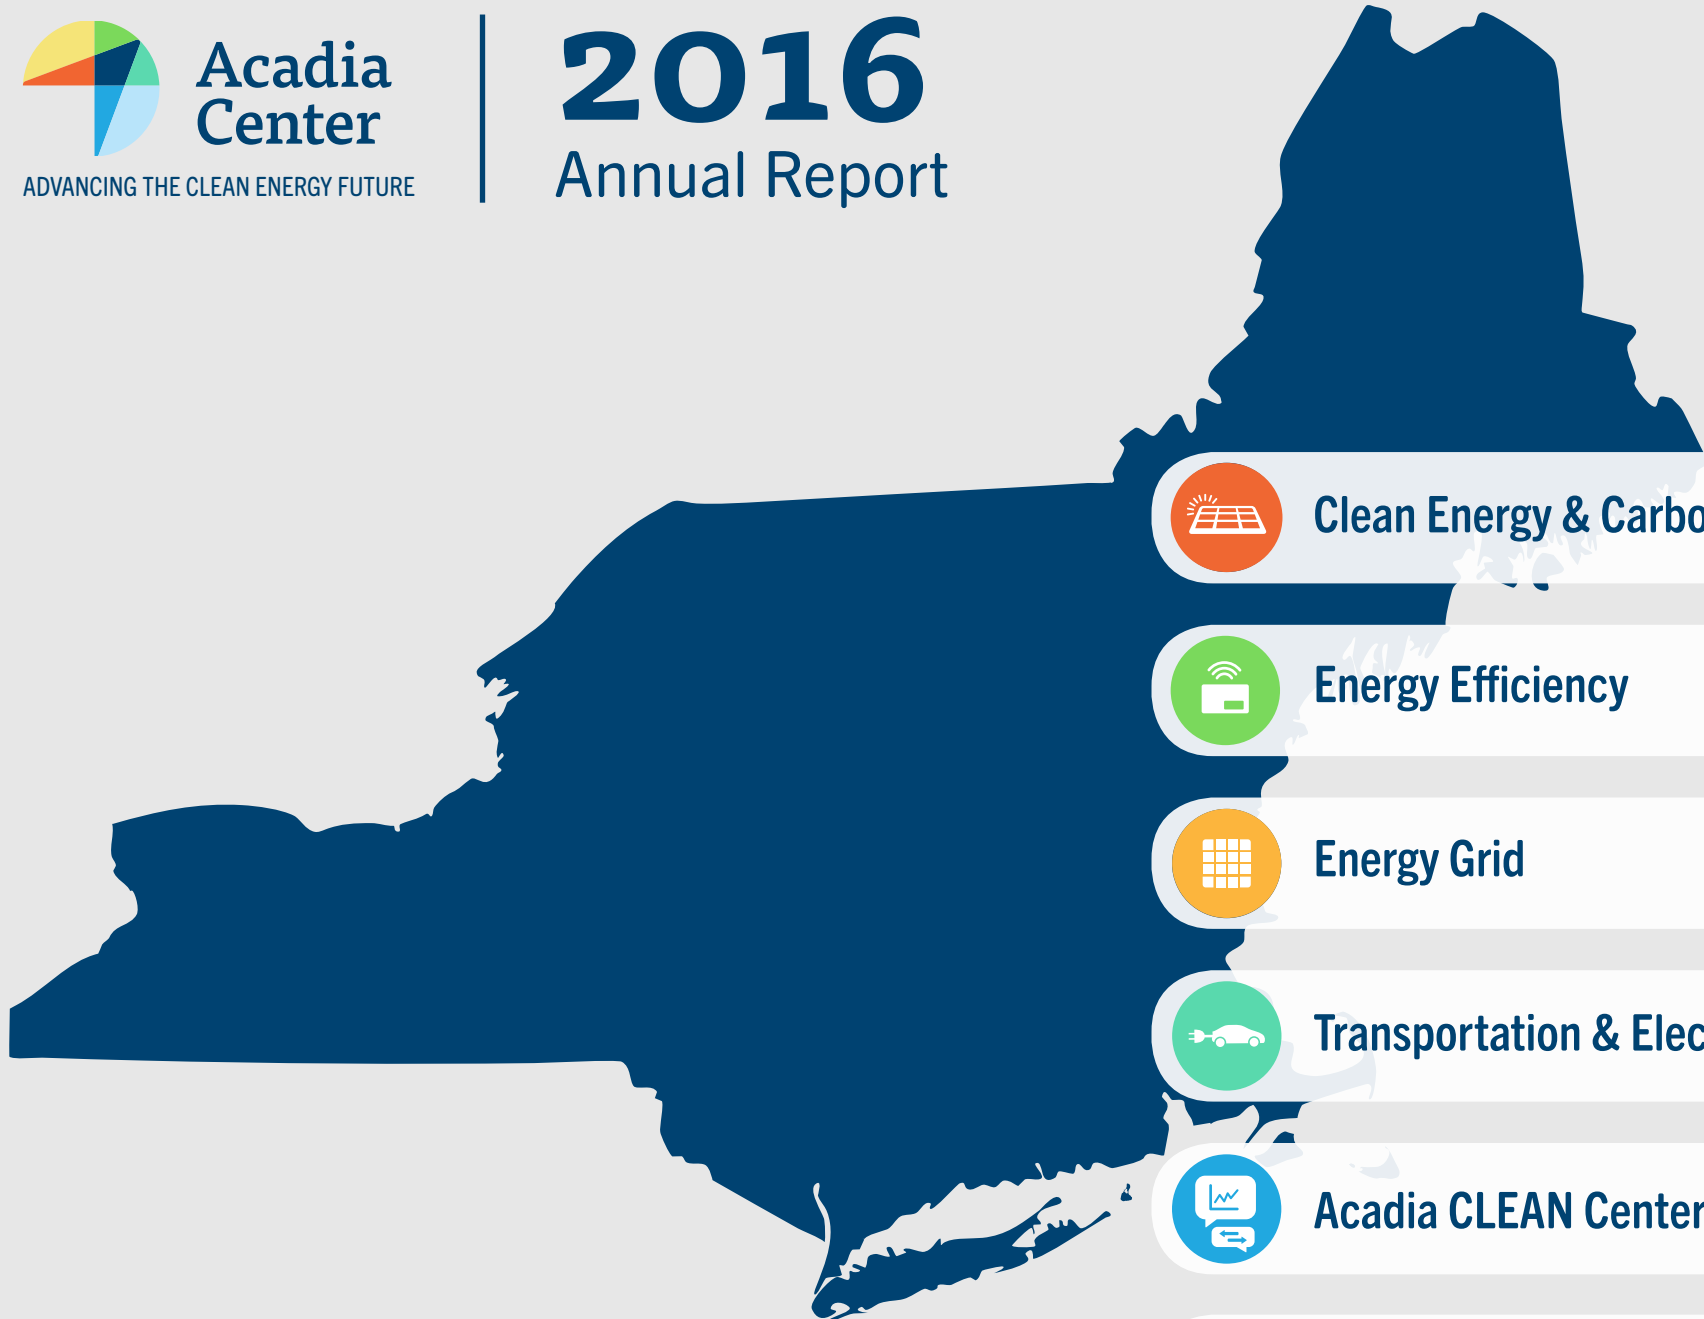 Acadia
Center
ADVANCING THE CLEAN ENERGY FUTURE
2016
Annual Report
Clean Energy & Carbo
Energy Efficiency
Energy Grid
Transportation & Elec
Acadia CLEAN Center